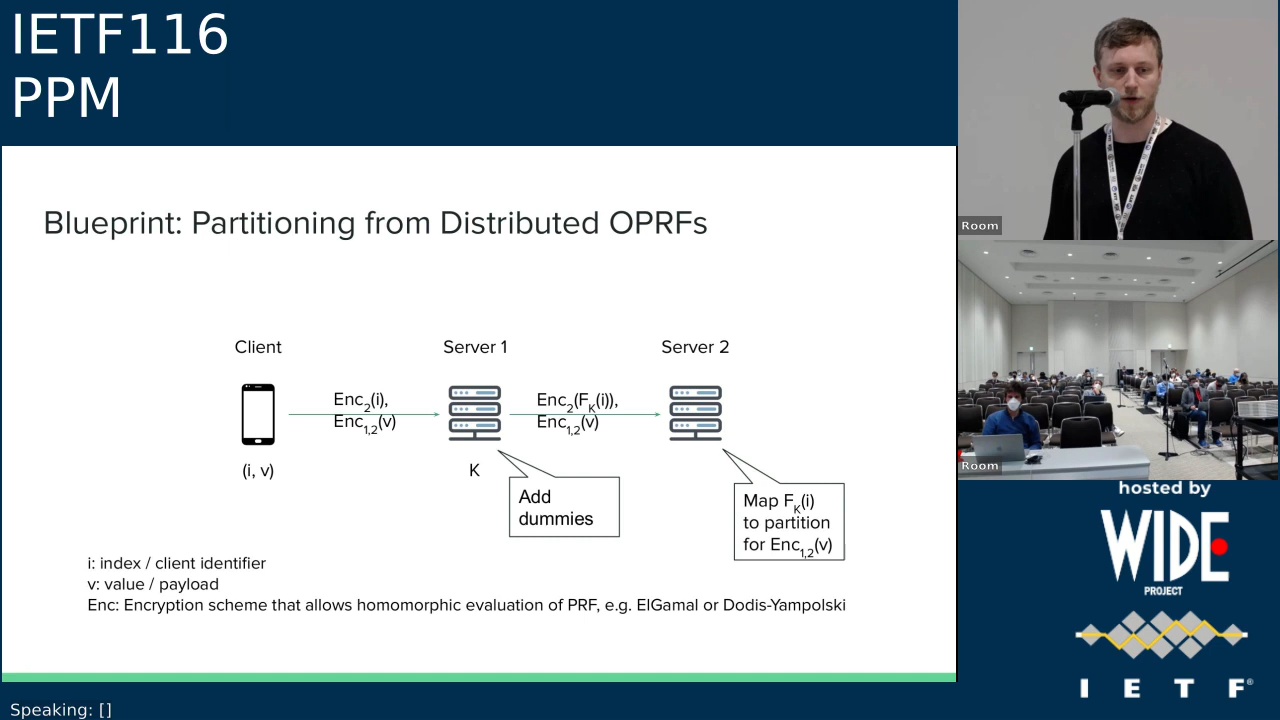 IETF116
PPM
Blueprint: Partitioning from Distributed OPRFs
Client
Server 1
Server 2
Enc2(i),
Enc1,2(v)
Enc2(FK(i)),
Enc1,2(v)
(i, v)
K
Add
dummies
Map FK(i)
to partition
for Enc1,2(v)
i: index / client identifier
v: value / payload
Enc: Encryption scheme that allows homomorphic evaluation of PRF, e.g. ElGamal or Dodis-Yampolski
Room
Room
hosted by
WIDE
PROJECT
I E T F®
Speaking: []